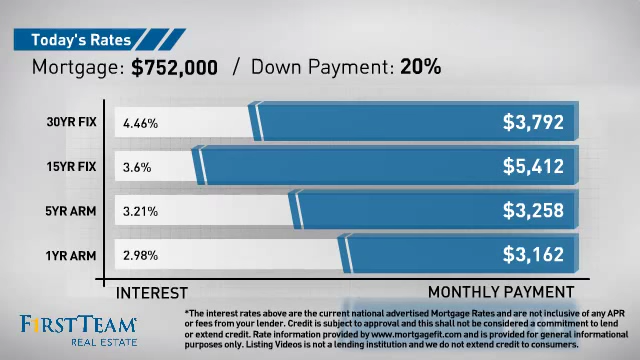 Today's Rates
Mortgage: $752,000 / Down Payment: 20%
30YR FIX 4.46% $3,792
15YR FIX 3.6% $5,412
5YR ARM 3.21% $3,258
1YR ARM 2.98% $3,162
INTEREST MONTHLY PAYMENT
FIRSTTEAM®
REAL ESTATE
*The interest rates above are the current national advertised Mortgage Rates and are not inclusive of any APR
or fees from your lender. Credit is subject to approval and this shall not be considered a commitment to lend
or extend credit. Rate information provided by www.mortgagefit.com and is provided for general informational
purposes only. Listing Videos is not a lending institution and we do not extend credit to consumers.